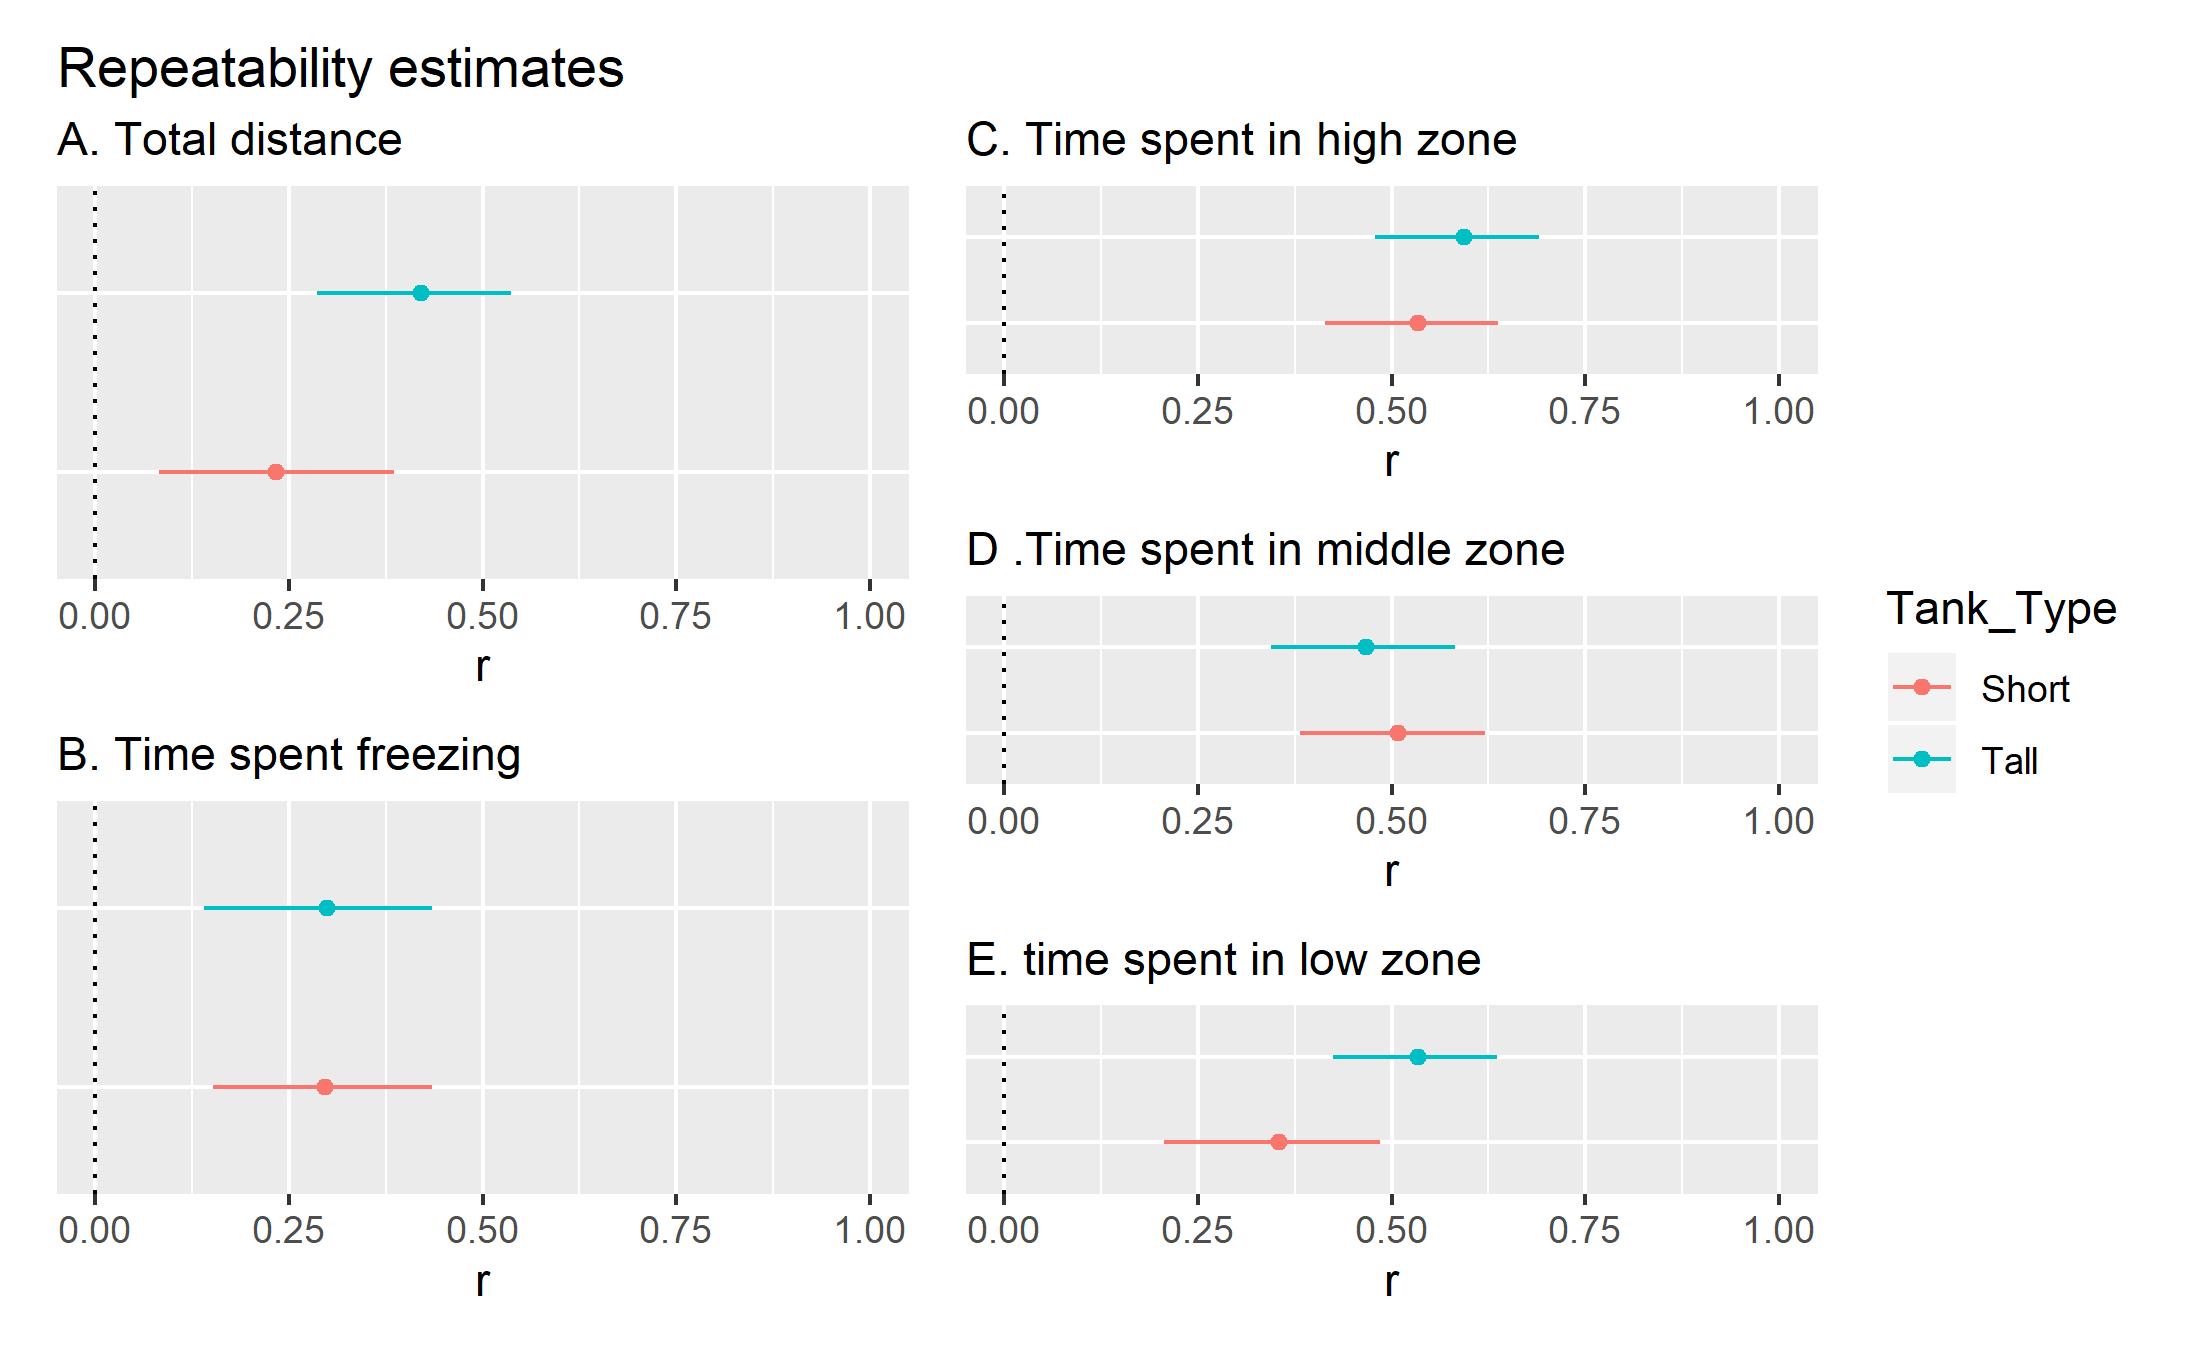 Repeatability estimates
A. Total distance
0.00 0.25 0.50 0.75 1.00
r
B. Time spent freezing
0.00 0.25 0.50 0.75 1.00
r
C. Time spent in high zone
0.00 0.25 0.50 0.75 1.00
r
D .Time spent in middle zone
0.00 0.25 0.50 0.75 1.00
r
E. time spent in low zone
0.00 0.25 0.50 0.75 1.00
r
Tank_Type
Short
Tall